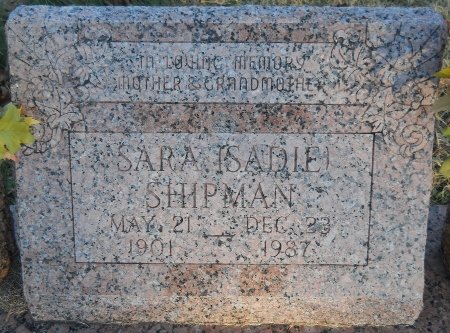 IN LOVING MEMORY
MOTHER & GRANDMOTHER
SARA (SADIE)
SHIPMAN
MAY 21 — DEC. 23
1901 - 1987